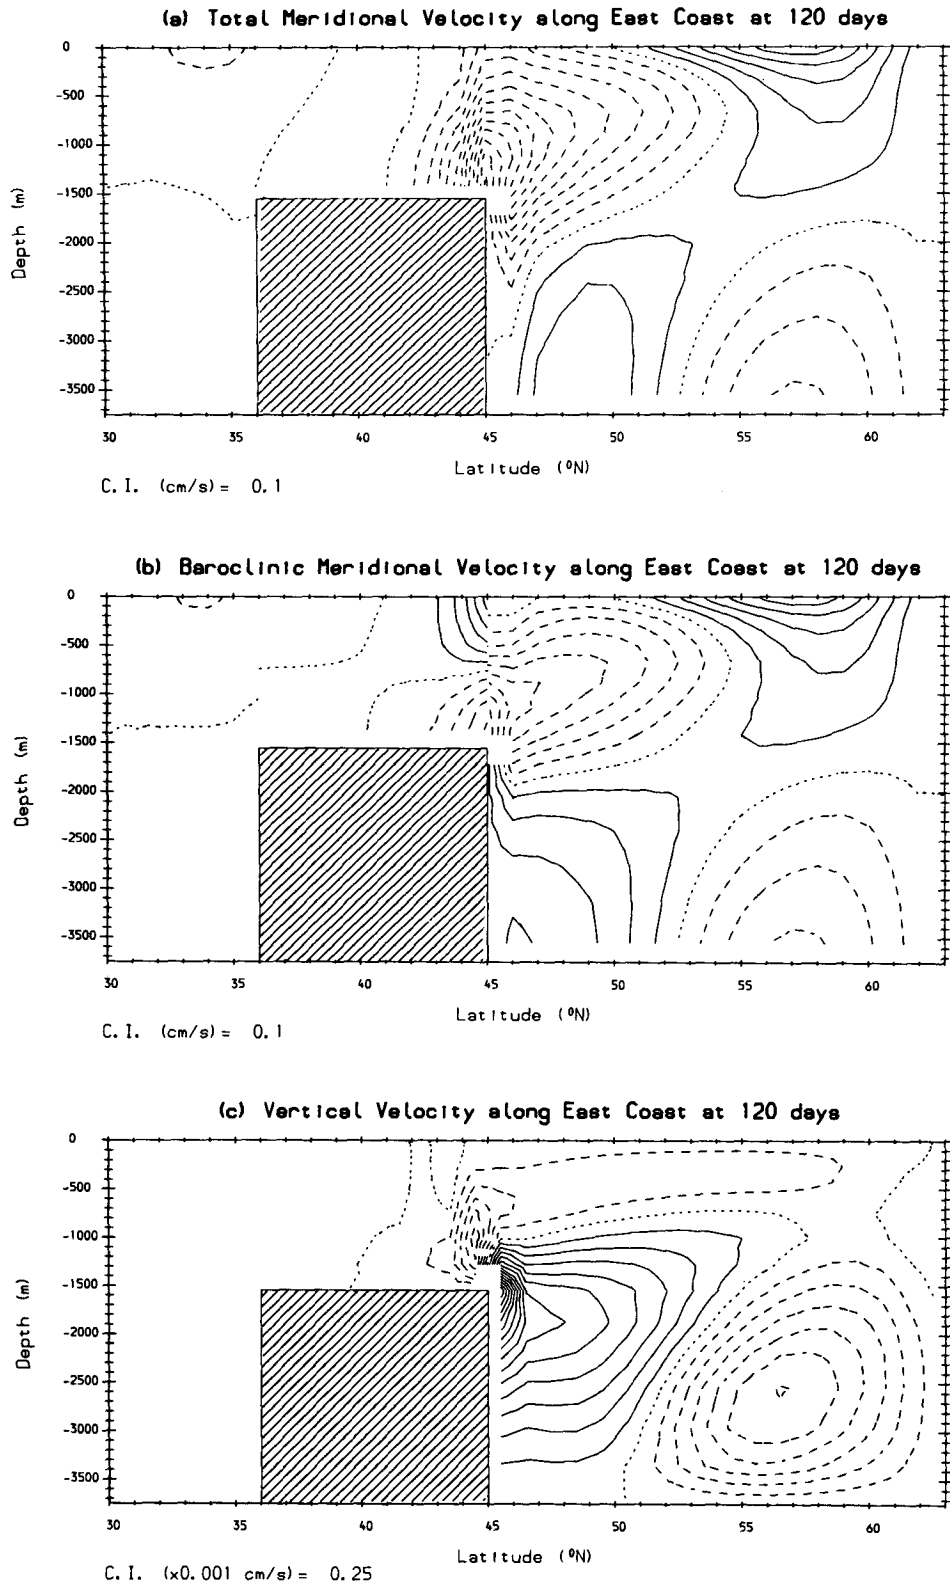 (a) Total Meridional Velocity along East Coast at 120 days
0
-500
-1000
-1500
-2000
-2500
-3000
-3500
Depth (m)
30 35 40 45 50 55 60
Latitude (⁰N)
C. I. (cm/s) = 0. 1
(b) Baroclinic Meridional Velocity along East Coast at 120 days
0
-500
-1000
-1500
-2000
-2500
-3000
-3500
Depth (m)
30 35 40 45 50 55 60
Latitude (⁰N)
C. I. (cm/s) = 0. 1
(c) Vertical Velocity along East Coast at 120 days
0
-500
-1000
-1500
-2000
-2500
-3000
-3500
Depth (m)
30 35 40 45 50 55 60
Latitude (⁰N)
C. I. (x0. 001 cm/s) = 0. 25